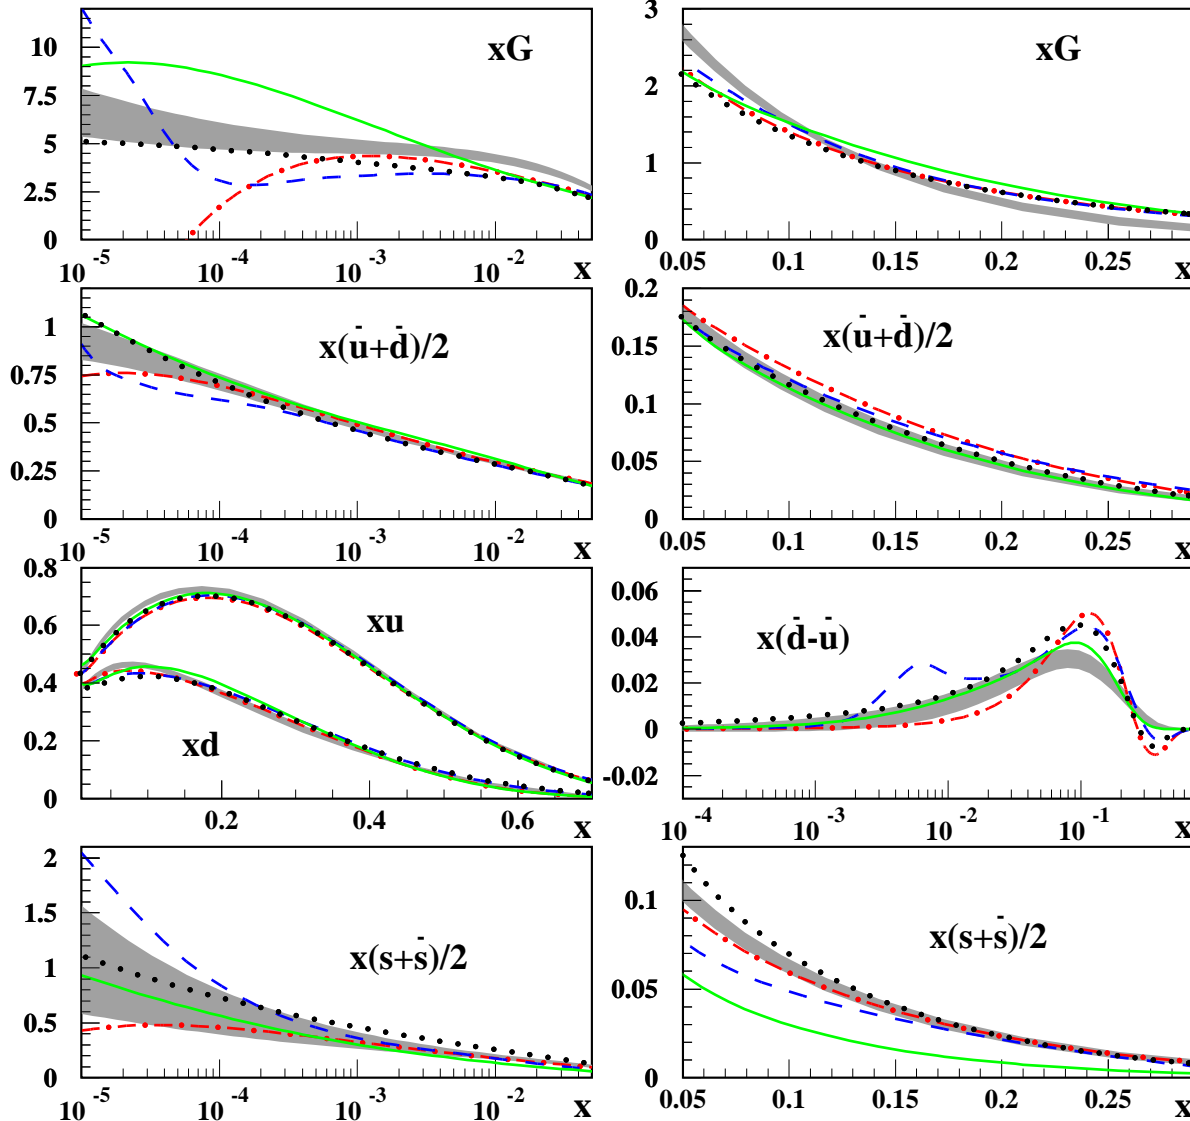 xG
10
7.5
5
2.5
0
10⁻⁵ 10⁻⁴ 10⁻³ 10⁻² x
xG
3
2
1
0
0.05 0.1 0.15 0.2 0.25 x
x(ū+d̄)/2
1
0.75
0.5
0.25
0
10⁻⁵ 10⁻⁴ 10⁻³ 10⁻² x
x(ū+d̄)/2
0.2
0.15
0.1
0.05
0
0.05 0.1 0.15 0.2 0.25 x
0.8
0.6
0.4
0.2
0
xu
xd
0.2 0.4 0.6 x
x(d̄-ū)
0.06
0.04
0.02
0
-0.02
10⁻⁴ 10⁻³ 10⁻² 10⁻¹ x
x(s+s̄)/2
2
1.5
1
0.5
0
10⁻⁵ 10⁻⁴ 10⁻³ 10⁻² x
x(s+s̄)/2
0.1
0.05
0
0.05 0.1 0.15 0.2 0.25 x